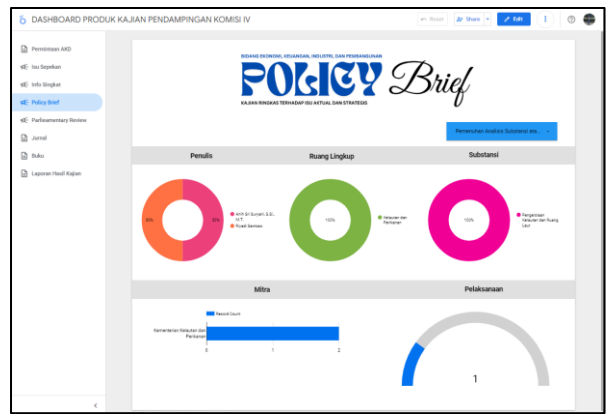 DASHBOARD PRODUK KAJIAN PENDAMPINGAN KOMISI IV
Reset
Share
Edit
Permintaan AKD
Isu Sepekan
Info Singkat
Policy Brief
Parliamentary Review
Jurnal
Buku
Laporan Hasil Kajian
BIDANG EKONOMI, KEUANGAN, INDUSTRI, DAN PEMBANGUNAN
POLICY Brief
KAJIAN RINGKAS TERHADAP ISU AKTUAL DAN STRATEGIS
Pemenuhan Analisis Substansi ata...
Penulis
Ruang Lingkup
Substansi
50%
50%
Sri Suryani, S.Si.,
M.T
Riyadi Santoso
100%
Kelautan dan
Perikanan
100%
Pengelolaan
Kelautan dan Ruang
Laut
Mitra
Pelaksanaan
Record Count
Kementerian Kelautan dan
Perikanan
0
1
2
1